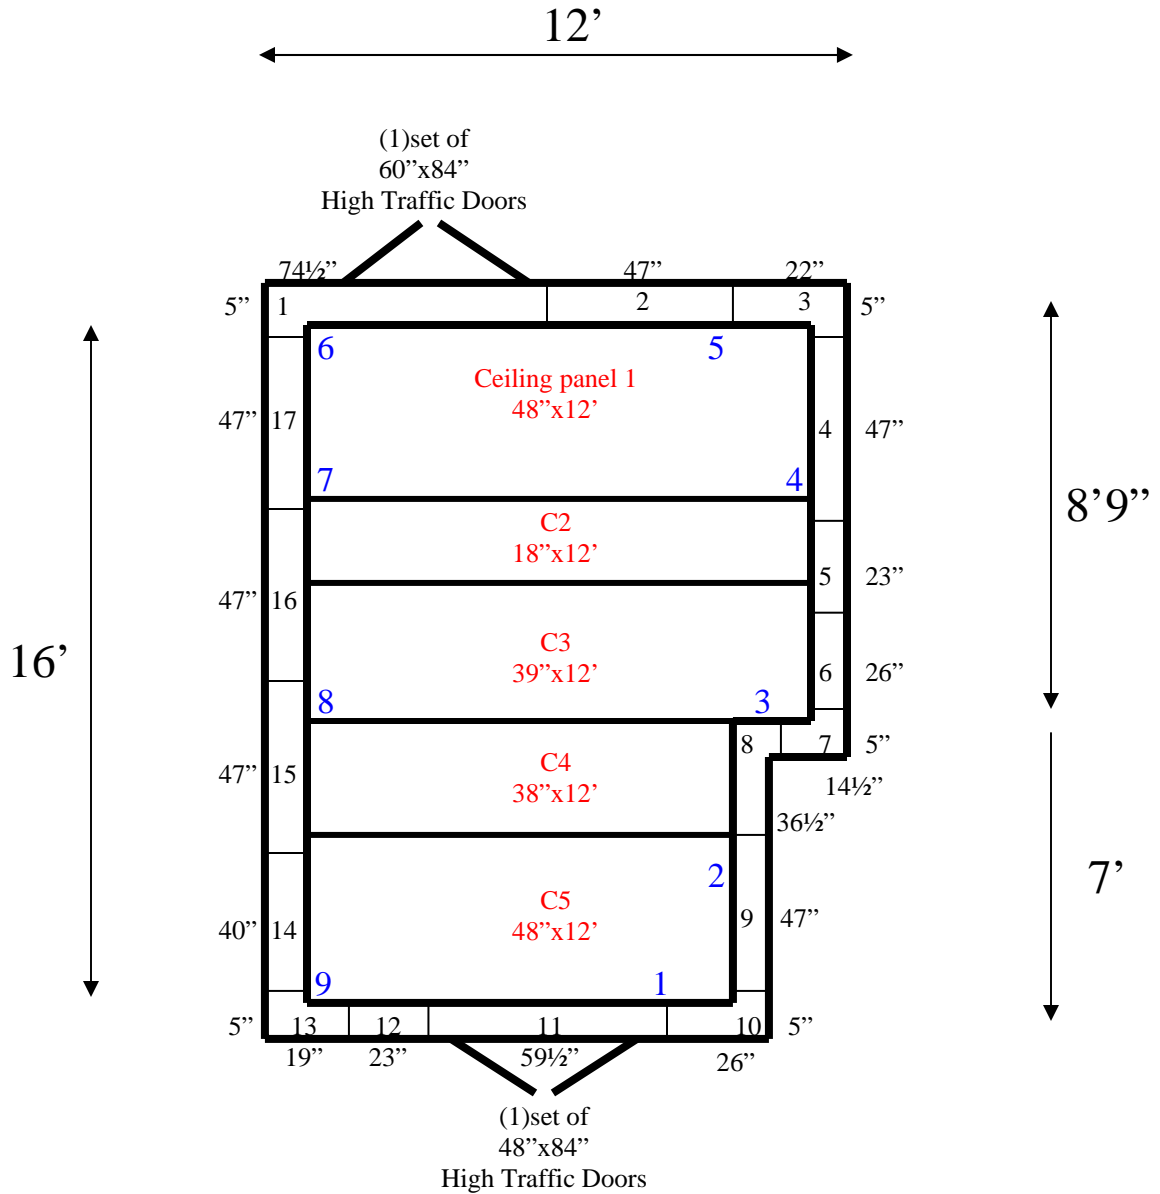 12’
(1)set of
60”x84”
High Traffic Doors
74½” 47” 22”
5” 1 2 3 5”
6 5
Ceiling panel 1
48”x12’
47” 17 4 47”
7 4
8’9”
C2
18”x12’
47” 16 5 23”
16’
C3
39”x12’
6 26”
8 3
8 7 5”
C4
38”x12’
47” 15 14½”
36½”
2
7’
C5
48”x12’
40” 14 9 47”
9 1
5” 13 12 11 10 5”
19” 23” 59½” 26”
(1)set of
48”x84”
High Traffic Doors